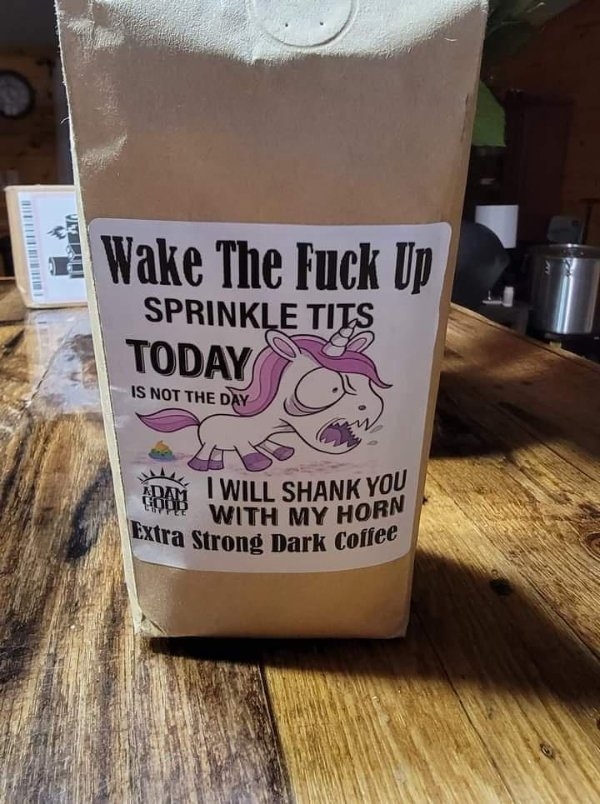 Wake The Fuck Up
SPRINKLE TITS
TODAY
IS NOT THE DAY
I WILL SHANK YOU
WITH MY HORN
ADAM
GOOD
COFFEE
Extra Strong Dark Coffee